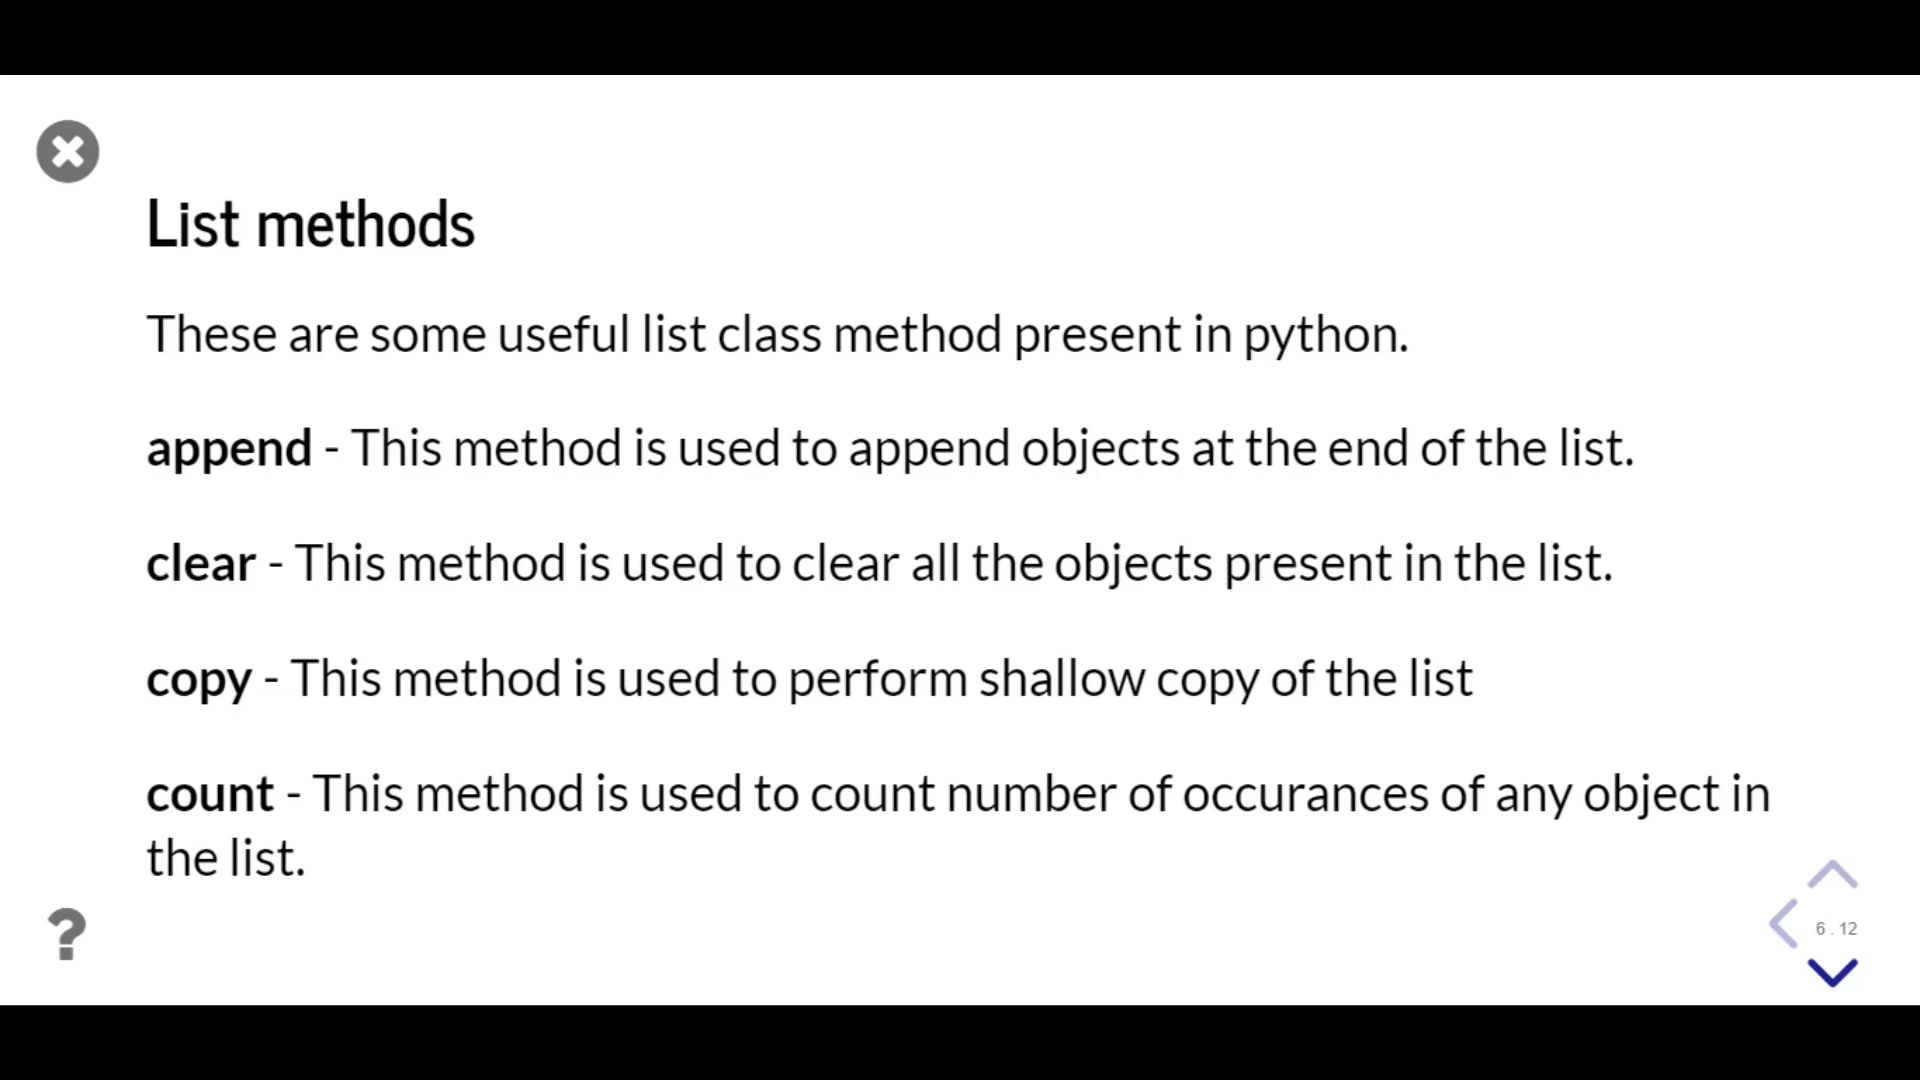 List methods
These are some useful list class method present in python.
append - This method is used to append objects at the end of the list.
clear - This method is used to clear all the objects present in the list.
copy - This method is used to perform shallow copy of the list
count - This method is used to count number of occurances of any object in
the list.
?
6 . 12